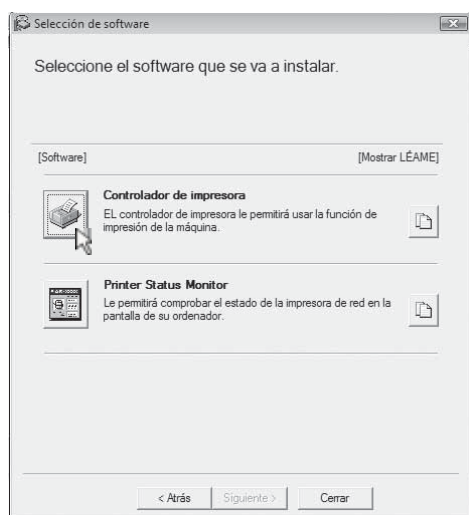 Selección de software
Seleccione el software que se va a instalar.
[Software] [Mostrar LÉAME]
Controlador de impresora
EL controlador de impresora le permitirá usar la función de
impresión de la máquina.
Printer Status Monitor
Le permitirá comprobar el estado de la impresora de red en la
pantalla de su ordenador.
< Atrás Siguiente > Cerrar